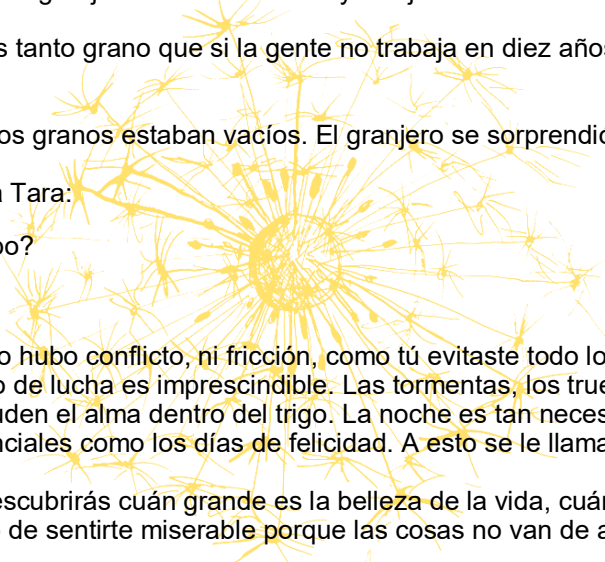 s tanto grano que si la gente no trabaja en diez años
os granos estaban vacíos. El granjero se sorprendió
a Tara:
po?
o hubo conflicto, ni fricción, como tú evitaste todo lo
o de lucha es imprescindible. Las tormentas, los true
uden el alma dentro del trigo. La noche es tan neces
nciales como los días de felicidad. A esto se le llama
escubrirás cuán grande es la belleza de la vida, cuán
de sentirte miserable porque las cosas no van de a